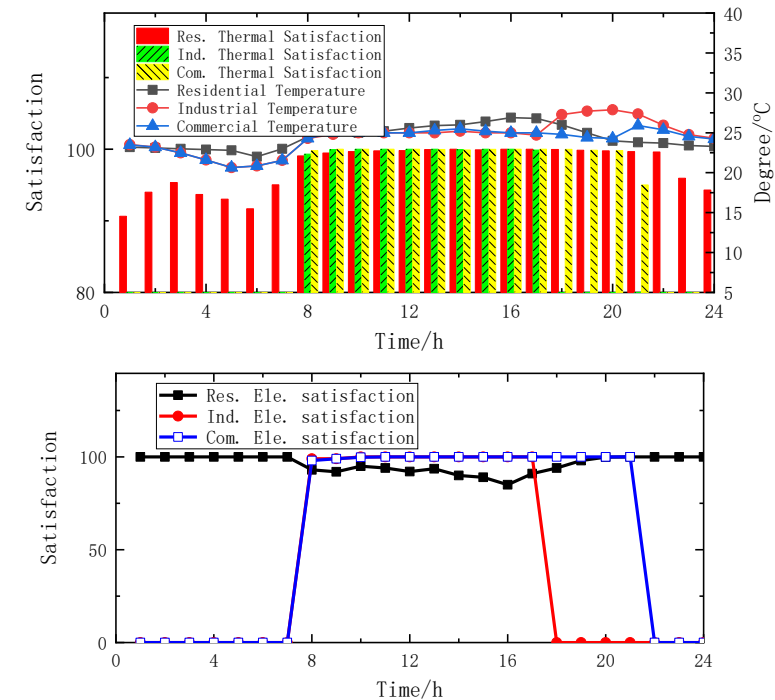 Res. Thermal Satisfaction
Ind. Thermal Satisfaction
Com. Thermal Satisfaction
Residential Temperature
Industrial Temperature
Commercial Temperature
Satisfaction
100
80
40
35
30
25
20
15
10
5
Degree/°C
0 4 8 12 16 20 24
Time/h
Res. Ele. satisfaction
Ind. Ele. satisfaction
Com. Ele. satisfaction
Satisfaction
100
50
0
0 4 8 12 16 20 24
Time/h